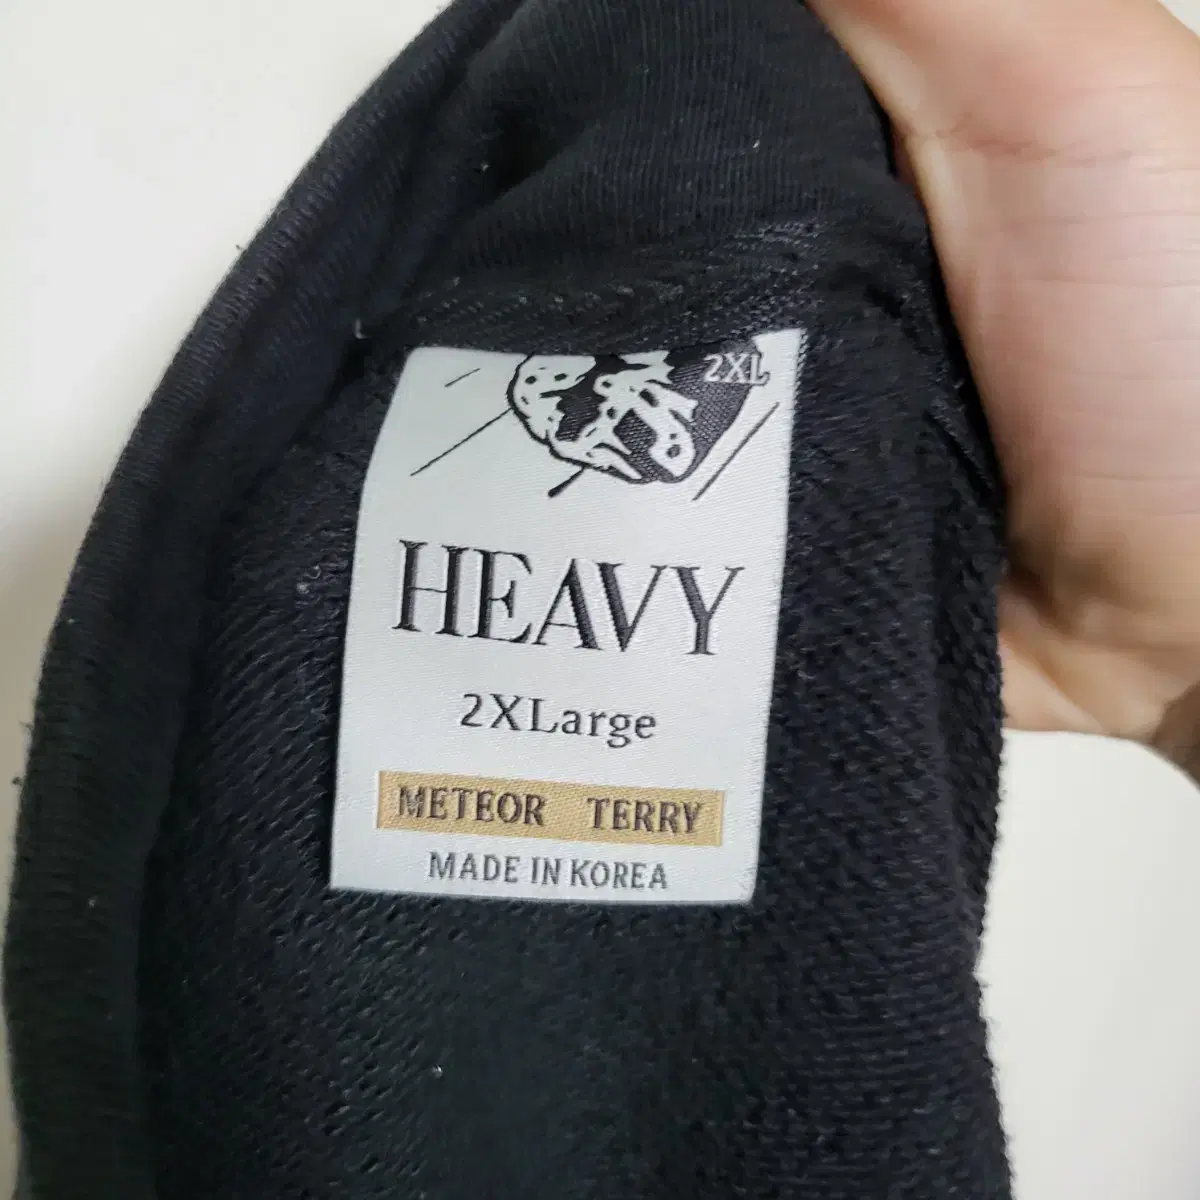 2XL
HEAVY
2XLarge
METEOR TERRY
MADE IN KOREA